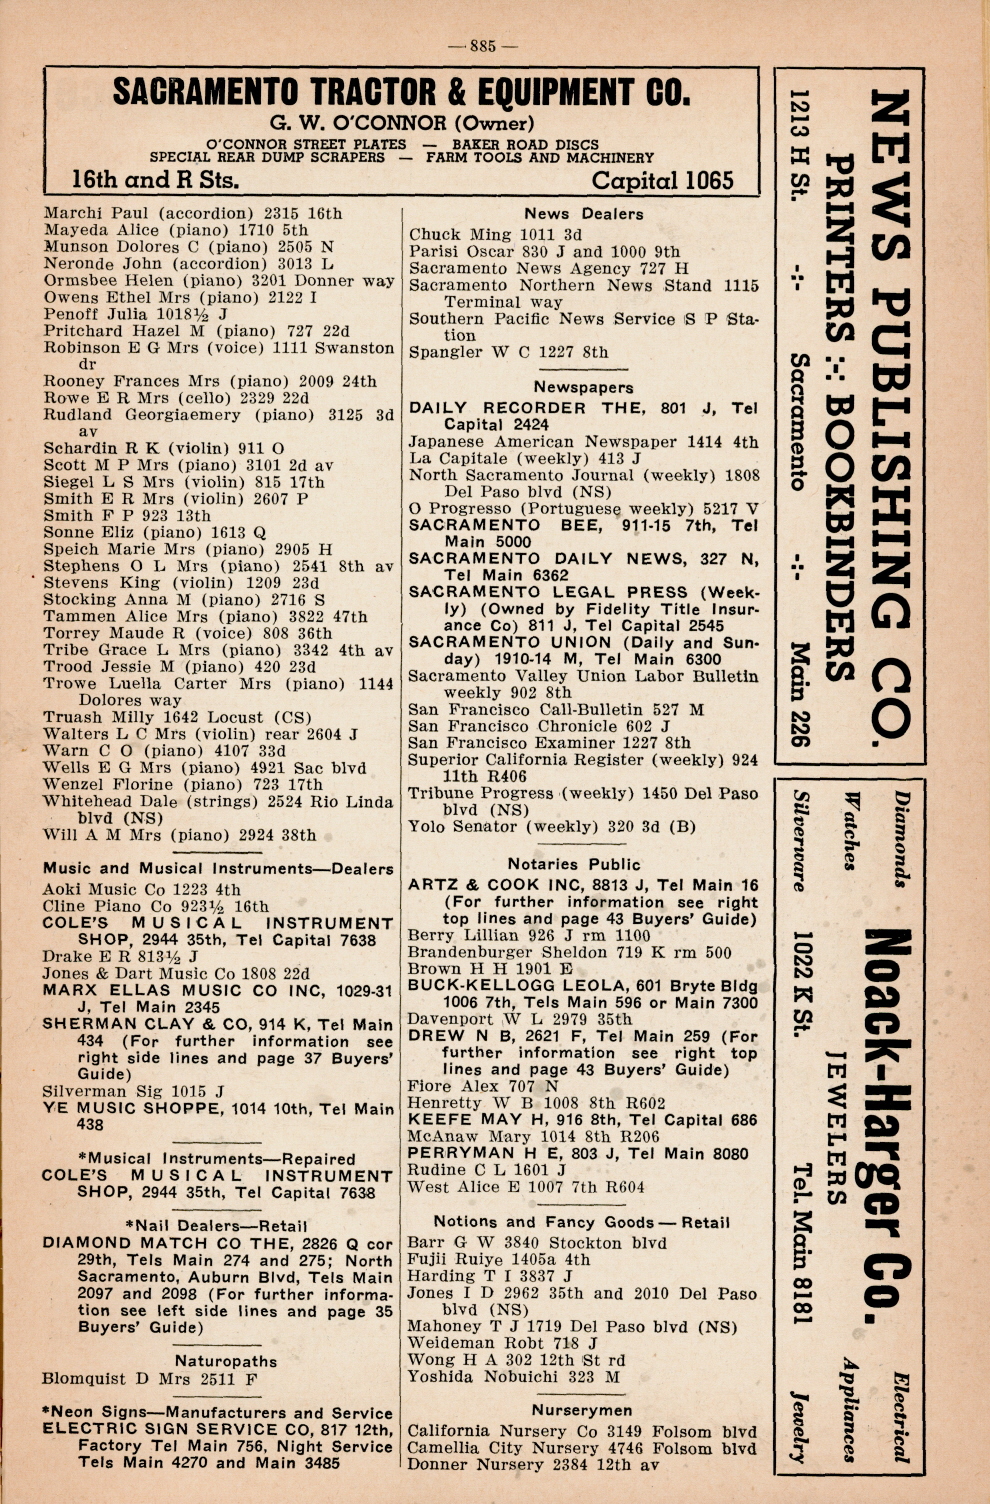 — 885 —
SACRAMENTO TRACTOR & EQUIPMENT CO.
G. W. O'CONNOR (Owner)
O'CONNOR STREET PLATES — BAKER ROAD DISCS
SPECIAL REAR DUMP SCRAPERS — FARM TOOLS AND MACHINERY
16th and R Sts. Capital 1065
Marchi Paul (accordion) 2315 16th
Mayeda Alice (piano) 1710 5th
Munson Dolores C (piano) 2505 N
Neronde John (accordion) 3013 L
Ormsbee Helen (piano) 3201 Donner way
Owens Ethel Mrs (piano) 2122 I
Penoff Julia 1018½ J
Pritchard Hazel M (piano) 727 22d
Robinson E G Mrs (voice) 1111 Swanston
dr
Rooney Frances Mrs (piano) 2009 24th
Rowe E R Mrs (cello) 2329 22d
Rudland Georgiaemery (piano) 3125 3d
av
Schardin R K (violin) 911 O
Scott M P Mrs (piano) 3101 2d av
Siegel L S Mrs (violin) 815 17th
Smith E R Mrs (violin) 2607 P
Smith F P 923 13th
Sonne Eliz (piano) 1613 Q
Speich Marie Mrs (piano) 2905 H
Stephens O L Mrs (piano) 2541 8th av
Stevens King (violin) 1209 23d
Stocking Anna M (piano) 2716 S
Tammen Alice Mrs (piano) 3822 47th
Torrey Maude R (voice) 808 36th
Tribe Grace L Mrs (piano) 3342 4th av
Trood Jessie M (piano) 420 23d
Trowe Luella Carter Mrs (piano) 1144
Dolores way
Truash Milly 1642 Locust (CS)
Walters L C Mrs (violin) rear 2604 J
Warn C O (piano) 4107 33d
Wells E G Mrs (piano) 4921 Sac blvd
Wenzel Florine (piano) 723 17th
Whitehead Dale (strings) 2524 Rio Linda
blvd (NS)
Will A M Mrs (piano) 2924 38th
Music and Musical Instruments—Dealers
Aoki Music Co 1223 4th
Cline Piano Co 923½ 16th
COLE'S MUSICAL INSTRUMENT
SHOP, 2944 35th, Tel Capital 7638
Drake E R 813½ J
Jones & Dart Music Co 1808 22d
MARX ELLAS MUSIC CO INC, 1029-31
J, Tel Main 2345
SHERMAN CLAY & CO, 914 K, Tel Main
434 (For further information see
right side lines and page 37 Buyers'
Guide)
Silverman Sig 1015 J
YE MUSIC SHOPPE, 1014 10th, Tel Main
438
*Musical Instruments—Repaired
COLE'S MUSICAL INSTRUMENT
SHOP, 2944 35th, Tel Capital 7638
*Nail Dealers—Retail
DIAMOND MATCH CO THE, 2826 Q cor
29th, Tels Main 274 and 275; North
Sacramento, Auburn Blvd, Tels Main
2097 and 2098 (For further informa-
tion see left side lines and page 35
Buyers' Guide)
Naturopaths
Blomquist D Mrs 2511 F
*Neon Signs—Manufacturers and Service
ELECTRIC SIGN SERVICE CO, 817 12th,
Factory Tel Main 756, Night Service
Tels Main 4270 and Main 3485
News Dealers
Chuck Ming 1011 3d
Parisi Oscar 830 J and 1000 9th
Sacramento News Agency 727 H
Sacramento Northern News Stand 1115
Terminal way
Southern Pacific News Service S P Sta-
tion
Spangler W C 1227 8th
Newspapers
DAILY RECORDER THE, 801 J, Tel
Capital 2424
Japanese American Newspaper 1414 4th
La Capitale (weekly) 413 J
North Sacramento Journal (weekly) 1808
Del Paso blvd (NS)
O Progresso (Portuguese weekly) 5217 V
SACRAMENTO BEE, 911-15 7th, Tel
Main 5000
SACRAMENTO DAILY NEWS, 327 N,
Tel Main 6362
SACRAMENTO LEGAL PRESS (Week-
ly) (Owned by Fidelity Title Insur-
ance Co) 811 J, Tel Capital 2545
SACRAMENTO UNION (Daily and Sun-
day) 1910-14 M, Tel Main 6300
Sacramento Valley Union Labor Bulletin
weekly 902 8th
San Francisco Call-Bulletin 527 M
San Francisco Chronicle 602 J
San Francisco Examiner 1227 8th
Superior California Register (weekly) 924
11th R406
Tribune Progress (weekly) 1450 Del Paso
blvd (NS)
Yolo Senator (weekly) 320 3d (B)
Notaries Public
ARTZ & COOK INC, 8813 J, Tel Main 16
(For further information see right
top lines and page 43 Buyers' Guide)
Berry Lillian 926 J rm 1100
Brandenburger Sheldon 719 K rm 500
Brown H H 1901 E
BUCK-KELLOGG LEOLA, 601 Bryte Bldg
1006 7th, Tels Main 596 or Main 7300
Davenport W L 2979 35th
DREW N B, 2621 F, Tel Main 259 (For
further information see right top
lines and page 43 Buyers' Guide)
Fiore Alex 707 N
Henretty W B 1008 8th R602
KEEFE MAY H, 916 8th, Tel Capital 686
McAnaw Mary 1014 8th R206
PERRYMAN H E, 803 J, Tel Main 8080
Rudine C L 1601 J
West Alice E 1007 7th R604
Notions and Fancy Goods — Retail
Barr G W 3840 Stockton blvd
Fujii Ruiye 1405a 4th
Harding T I 3837 J
Jones I D 2962 35th and 2010 Del Paso
blvd (NS)
Mahoney T J 1719 Del Paso blvd (NS)
Weideman Robt 718 J
Wong H A 302 12th St rd
Yoshida Nobuichi 323 M
Nurserymen
California Nursery Co 3149 Folsom blvd
Camellia City Nursery 4746 Folsom blvd
Donner Nursery 2384 12th av
NEWS PUBLISHING CO.
PRINTERS -:- BOOKBINDERS
1213 H St. -:- Sacramento -:- Main 226
Diamonds Electrical
Noack-Harger Co.
Watches JEWELERS Appliances
Silverware 1022 K St. Tel. Main 8181 Jewelry